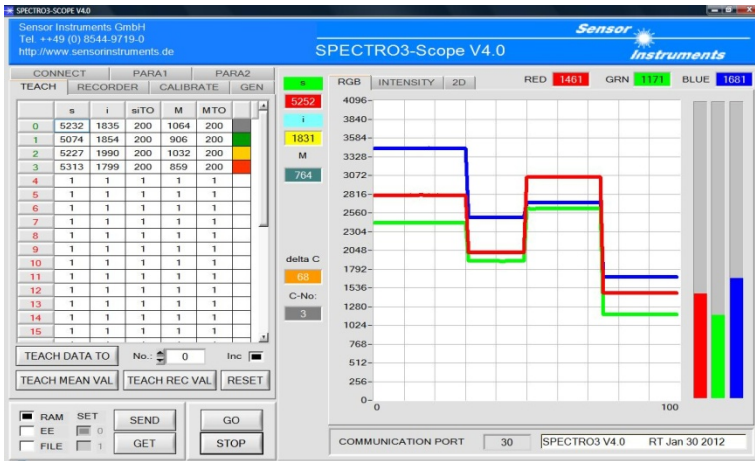 SPECTRO3-SCOPE V4.0
Sensor Instruments GmbH
Tel. ++49 (0) 8544-9719-0
http://www.sensorinstruments.de
SPECTRO3-Scope V4.0
Sensor
Instruments
CONNECT PARA1 PARA2
TEACH RECORDER CALIBRATE GEN
s i siTO M MTO
0 5232 1835 200 1064 200
1 5074 1854 200 906 200
2 5227 1990 200 1032 200
3 5313 1799 200 859 200
4 1 1 1 1 1
5 1 1 1 1 1
6 1 1 1 1 1
7 1 1 1 1 1
8 1 1 1 1 1
9 1 1 1 1 1
10 1 1 1 1 1
11 1 1 1 1 1
12 1 1 1 1 1
13 1 1 1 1 1
14 1 1 1 1 1
15 1 1 1 1 1
TEACH DATA TO No.: 0 Inc
TEACH MEAN VAL TEACH REC VAL RESET
RAM SET SEND GO
EE 0
FILE 1 GET STOP
s
5252
i
1831
M
764
delta C
68
C-No:
3
RGB INTENSITY 2D RED 1461 GRN 1171 BLUE 1681
4096
3840
3584
3328
3072
2816
2560
2304
2048
1792
1536
1280
1024
768
512
256
0
0 100
COMMUNICATION PORT 30 SPECTRO3 V4.0 RT Jan 30 2012